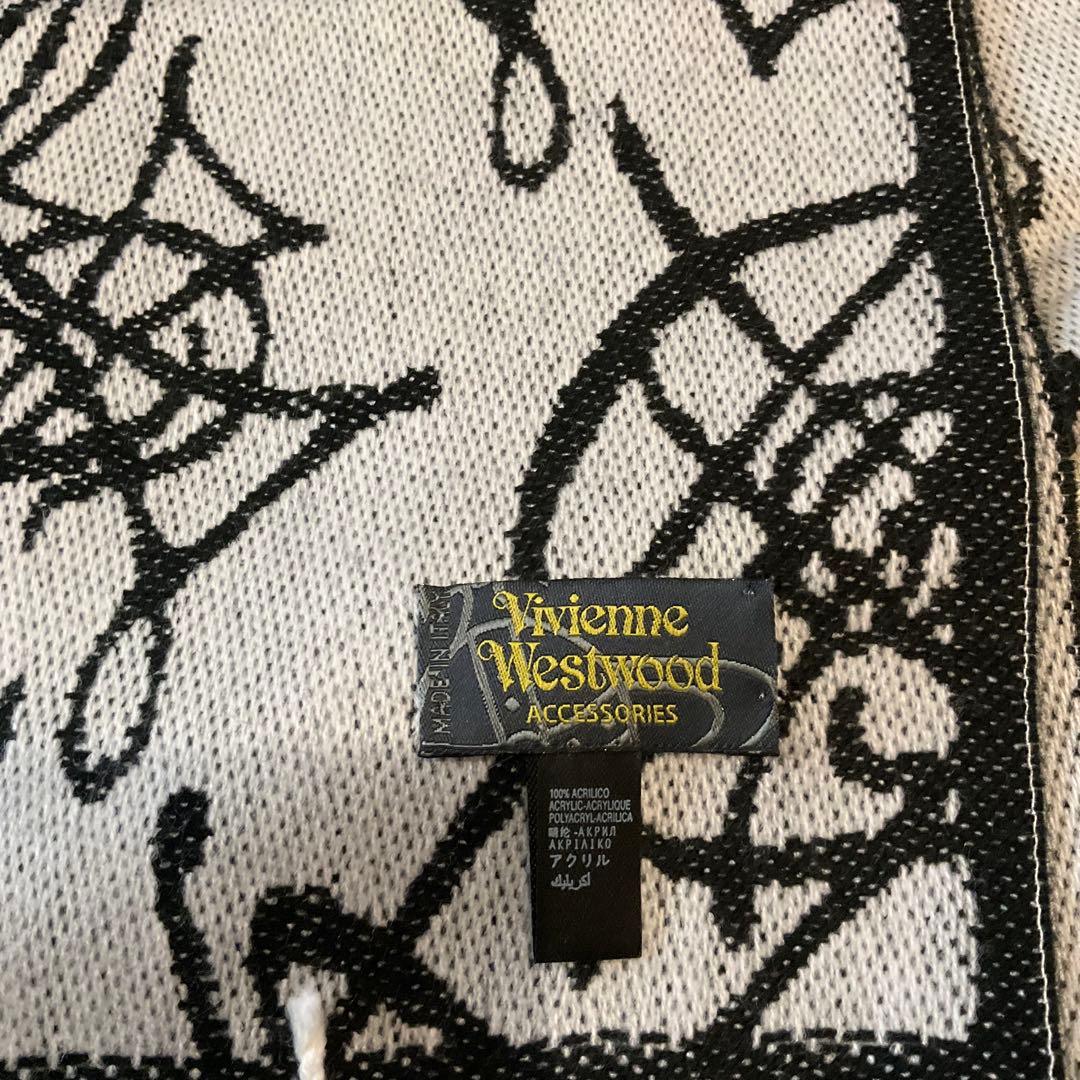 MADE IN ITALY
Vivienne
Westwood
ACCESSORIES
100% ACRILICO
ACRYLIC-ACRYLIQUE
POLYACRYL-ACRILICA
晴纶-АКРИЛ
ΑΚΡΙΛΙΚΟ
アクリル
اكريليك